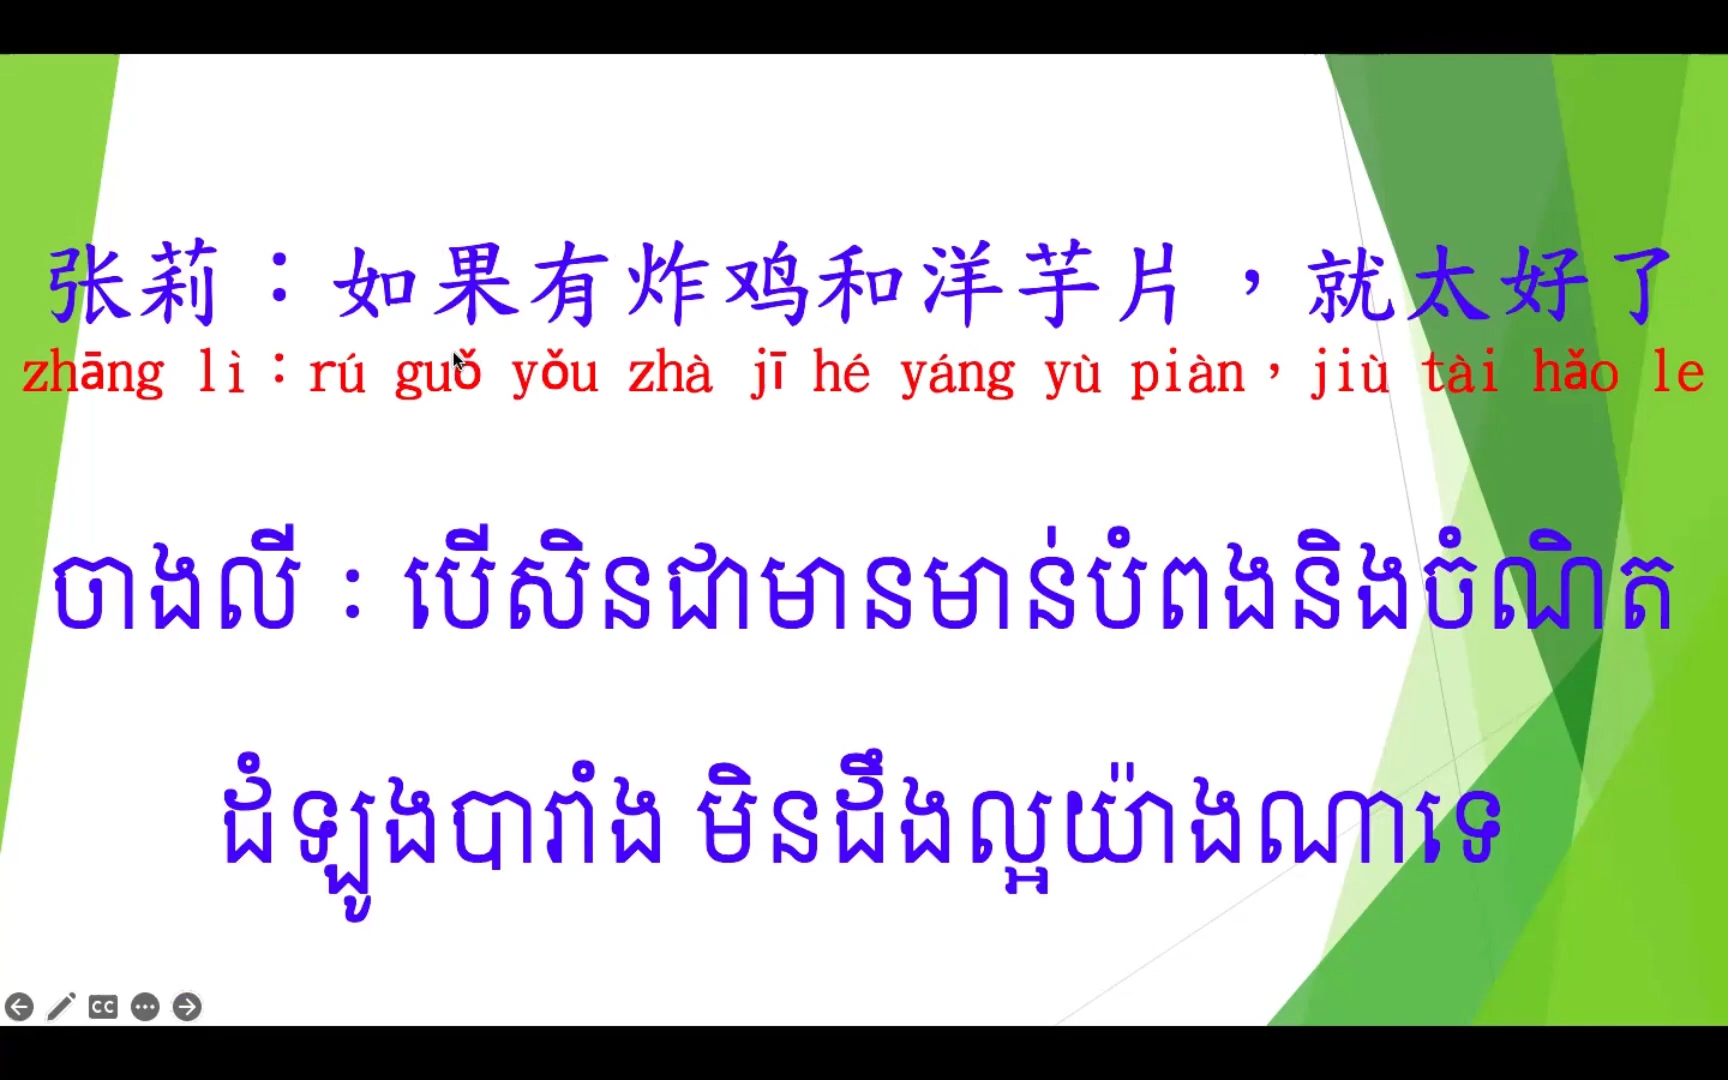 张莉：如果有炸鸡和洋芋片，就太好了
zhāng lì：rú guǒ yǒu zhà jī hé yáng yù piàn，jiù tài hǎo le
ចាងលី : បើសិនជាមានមាន់បំពងនិងចំណិត
ដំឡូងបារាំង មិនដឹងល្អយ៉ាងណាទេ
CC